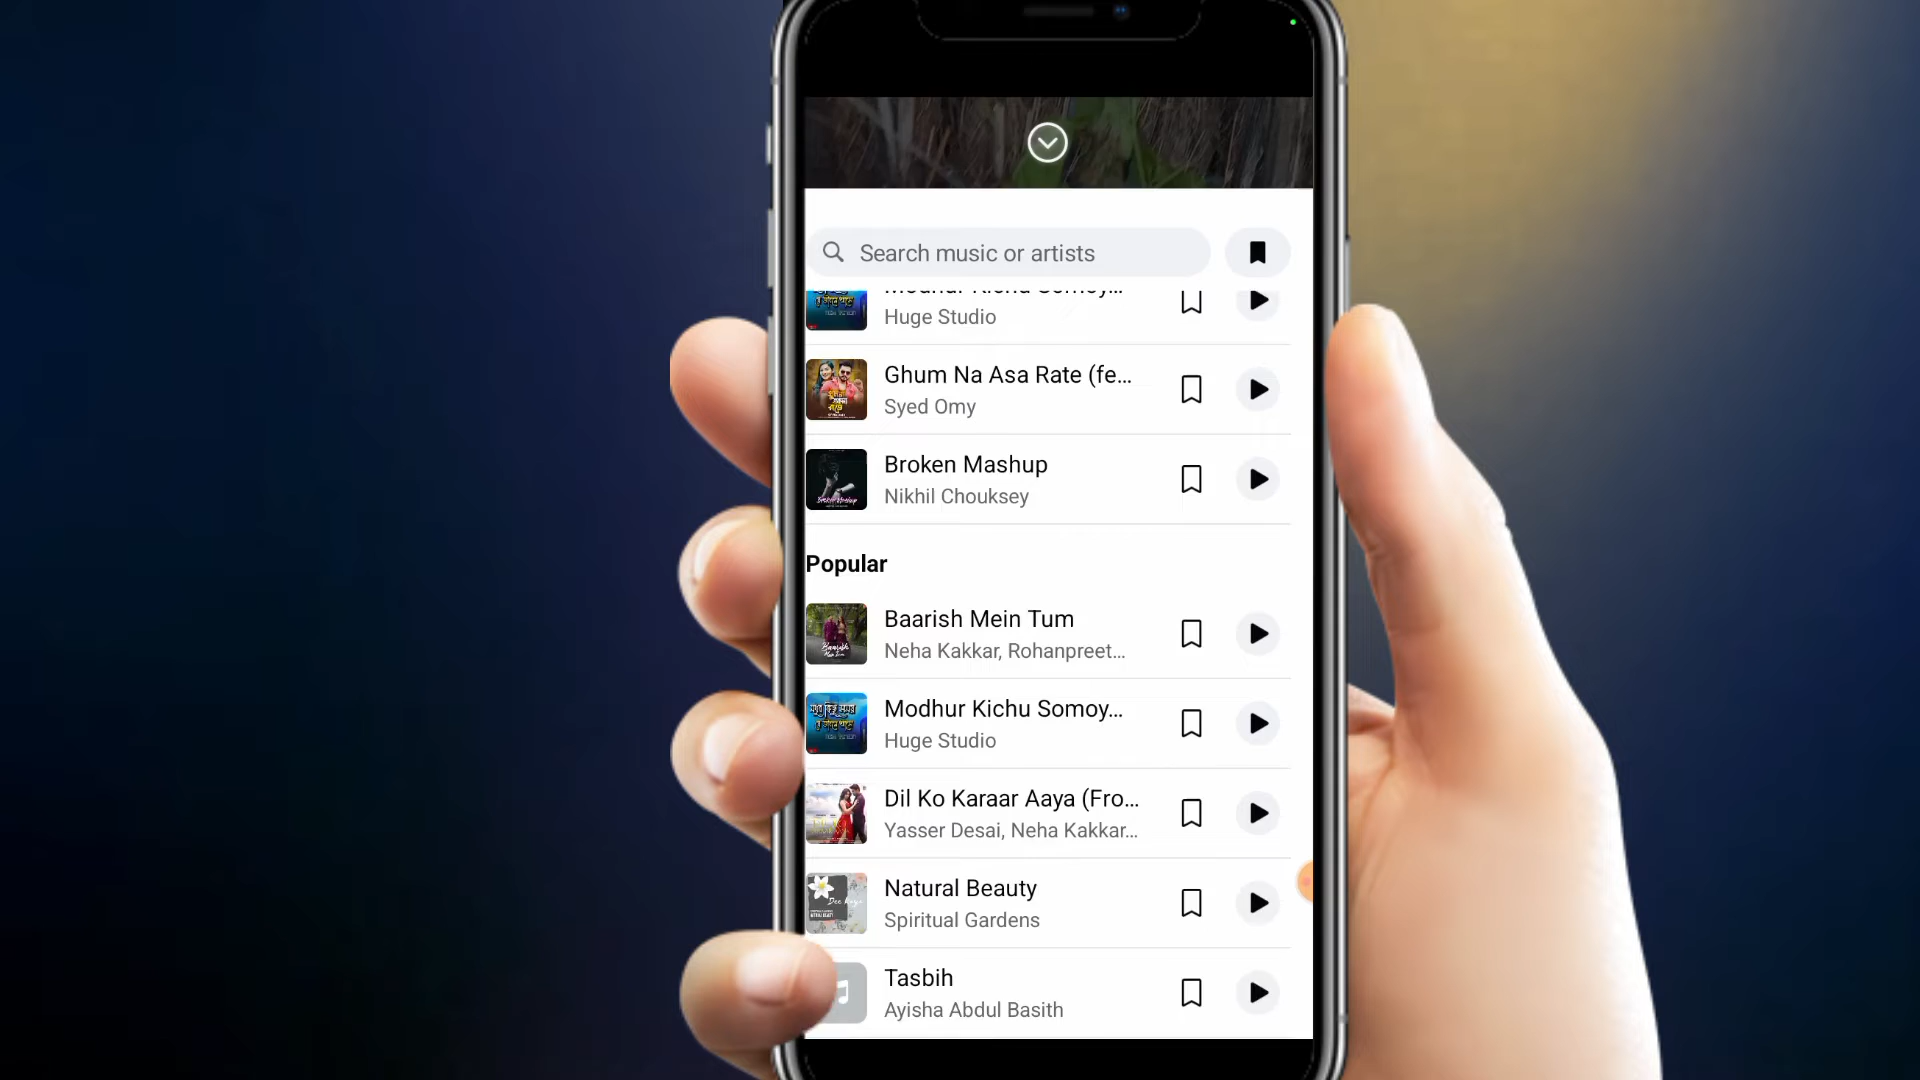 Search music or artists
Modhur Kichu Somoy...
Huge Studio
Ghum Na Asa Rate (fe...
Syed Omy
Broken Mashup
Nikhil Chouksey
Popular
Baarish Mein Tum
Neha Kakkar, Rohanpreet...
Modhur Kichu Somoy...
Huge Studio
Dil Ko Karaar Aaya (Fro...
Yasser Desai, Neha Kakkar...
Natural Beauty
Spiritual Gardens
Tasbih
Ayisha Abdul Basith